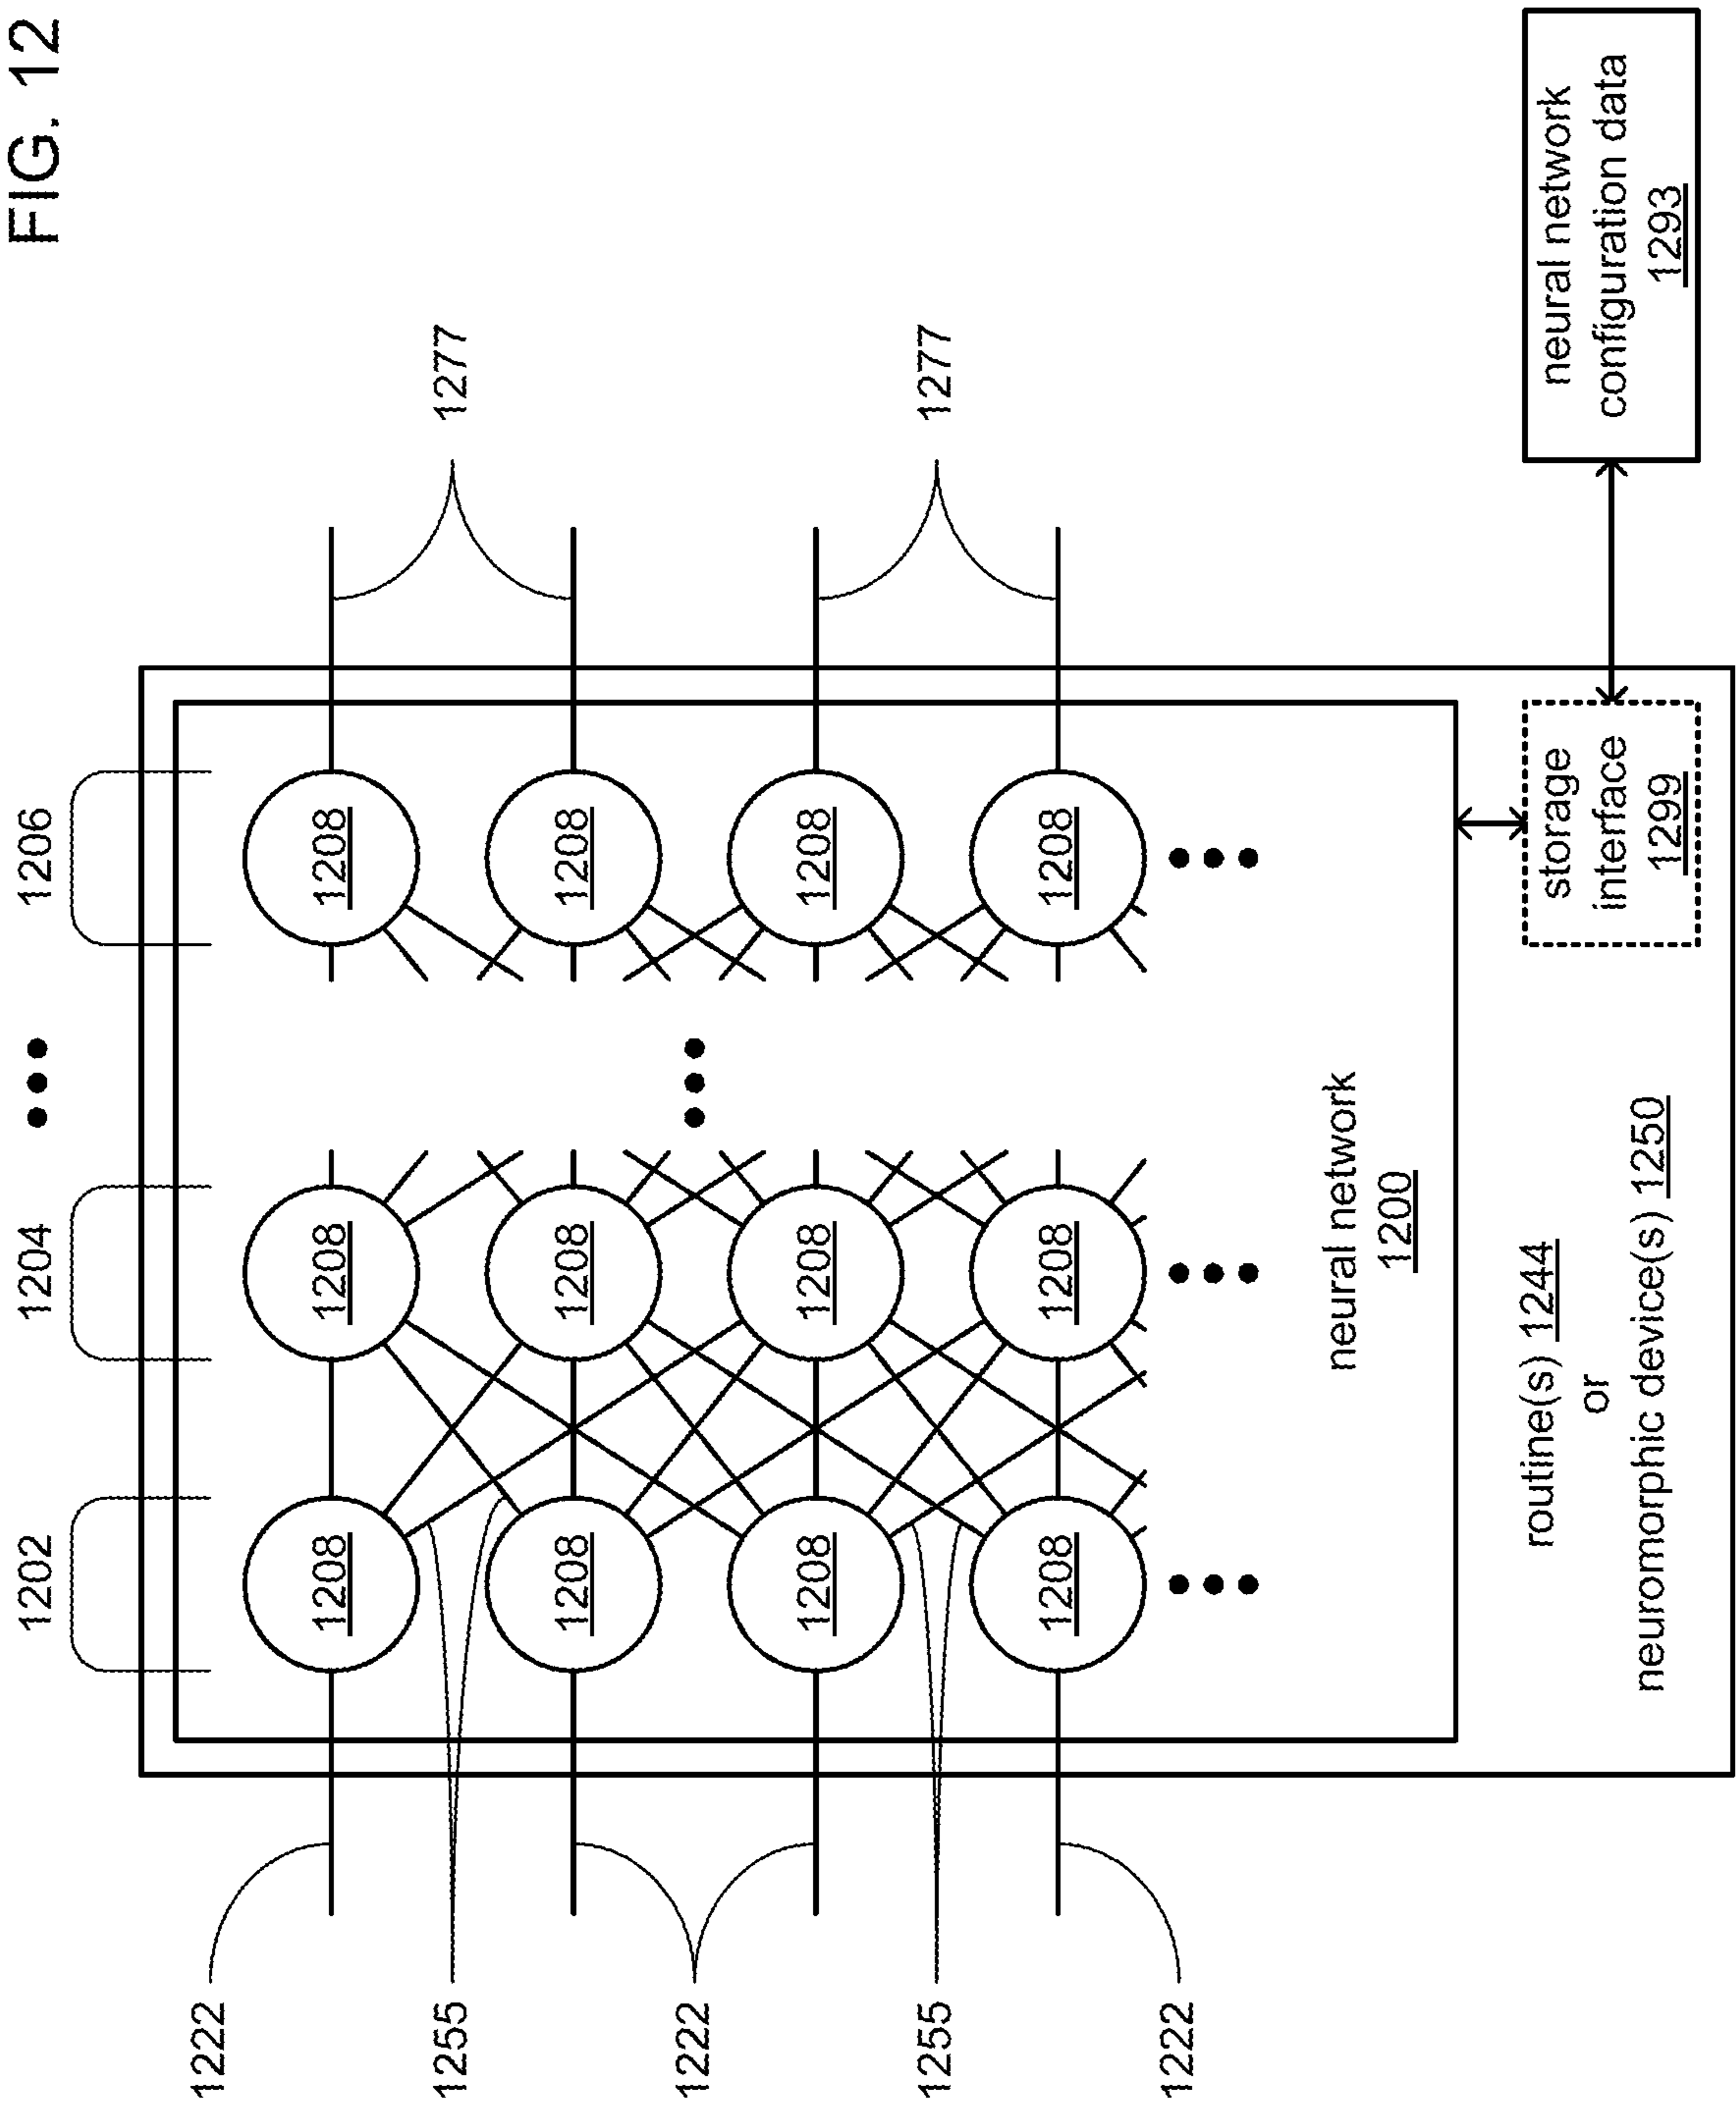 FIG. 12
1202
1204
1206
1208
1208
1208
1208
1208
1208
1208
1208
1208
1208
1208
1208
1222
1255
1222
1255
1222
1277
1277
neural network
1200
routine(s) 1244
or
neuromorphic device(s) 1250
storage
interface
1299
neural network
configuration data
1293